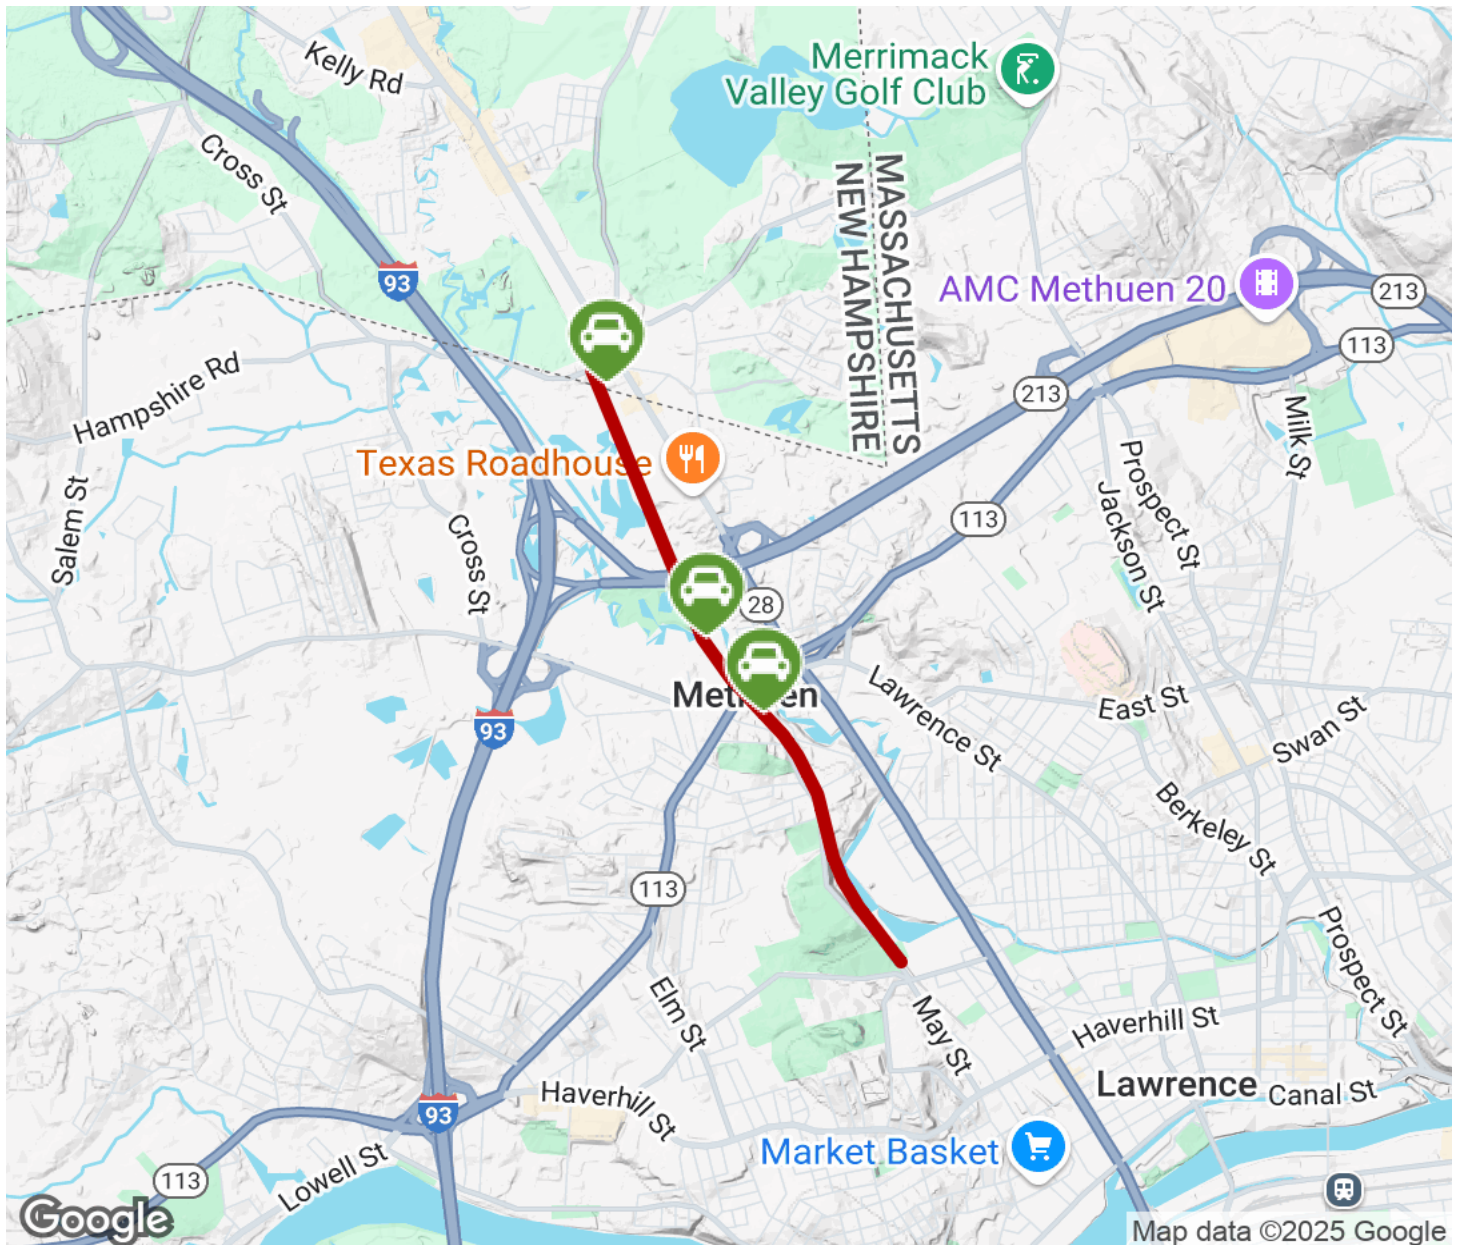 Kelly Rd
Merrimack
Valley Golf Club
Cross St
MASSACHUSETTS
NEW HAMPSHIRE
93
AMC Methuen 20
213
113
Hampshire Rd
213
Milk St
Texas Roadhouse
Prospect St
Jackson St
Salem St
Cross St
113
28
Methuen
Lawrence St
East St
Swan St
93
Berkeley St
113
Prospect St
Elm St
May St
Haverhill St
Lawrence
Canal St
Haverhill St
93
Market Basket
Lowell St
113
Google
Map data ©2025 Google